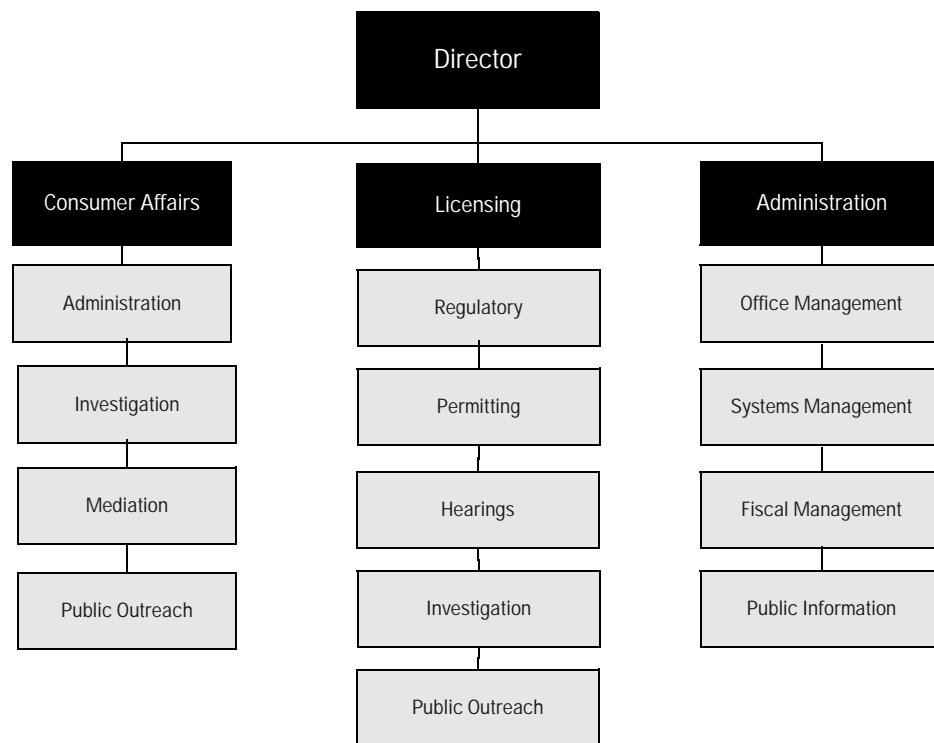 Director
Consumer Affairs
Licensing
Administration
Administration
Investigation
Mediation
Public Outreach
Regulatory
Permitting
Hearings
Investigation
Public Outreach
Office Management
Systems Management
Fiscal Management
Public Information